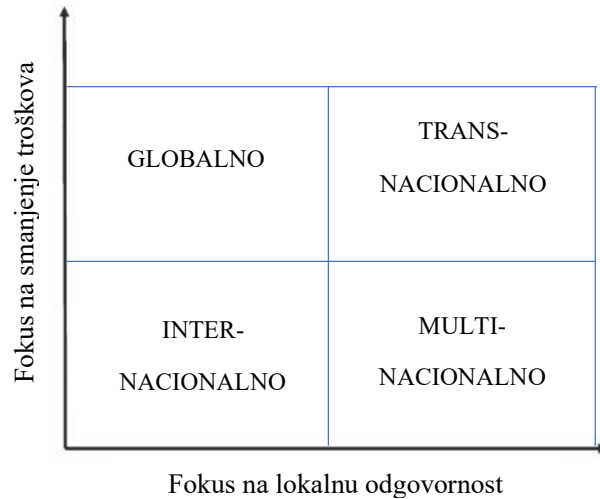 Fokus na smanjenje troškova
GLOBALNO
TRANS-
NACIONALNO
INTER-
NACIONALNO
MULTI-
NACIONALNO
Fokus na lokalnu odgovornost